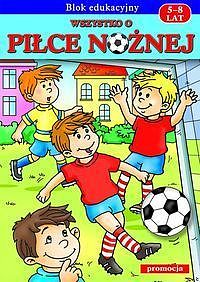 Blok edukacyjny
5-8
LAT
WSZYSTKO O
PIŁCE NOŻNEJ
promocja